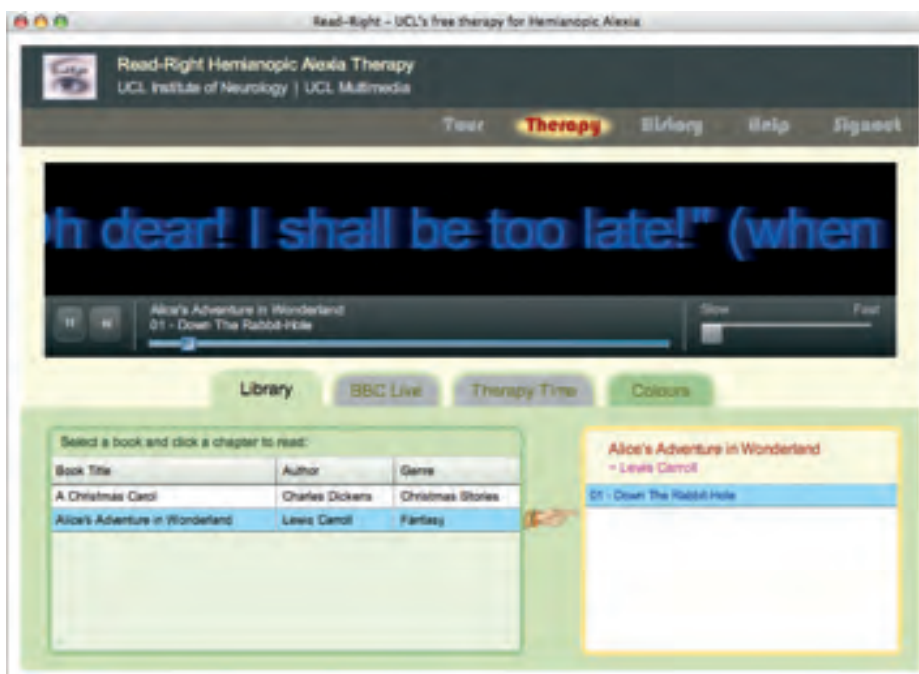 Read-Right - UCL's free therapy for Hemianopic Alexia
Read-Right Hemianopic Alexia Therapy
UCL Institute of Neurology | UCL Multimedia
Tour Therapy History Help Signout
Oh dear! I shall be too late!" (when
Alice's Adventure in Wonderland
01 - Down The Rabbit-Hole
Slow Fast
Library BBC Live Therapy Time Colours
Select a book and click a chapter to read:
Book Title Author Genre
A Christmas Carol Charles Dickens Christmas Stories
Alice's Adventure in Wonderland Lewis Carroll Fantasy
Alice's Adventure in Wonderland
- Lewis Carroll
01 - Down The Rabbit-Hole